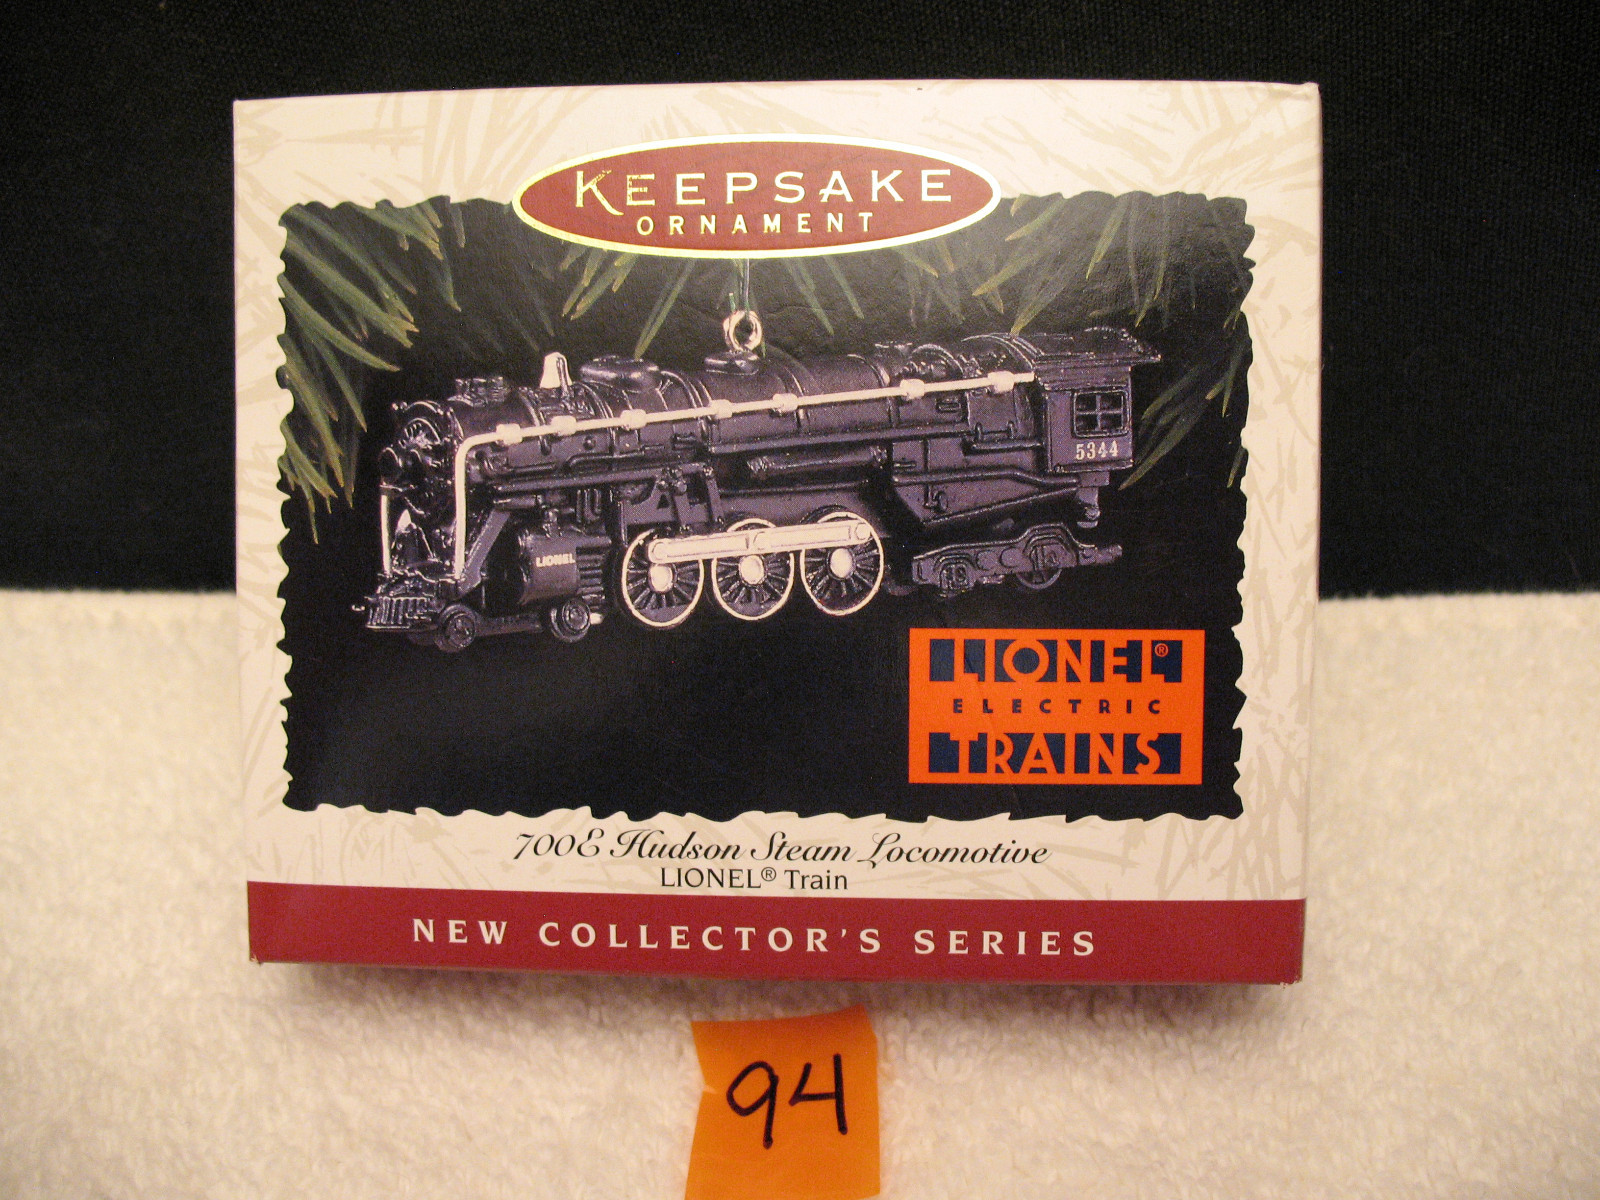 KEEPSAKE
ORNAMENT
5344
LIONEL
LIONEL®
ELECTRIC
TRAINS
700E Hudson Steam Locomotive
LIONEL® Train
NEW COLLECTOR'S SERIES
94